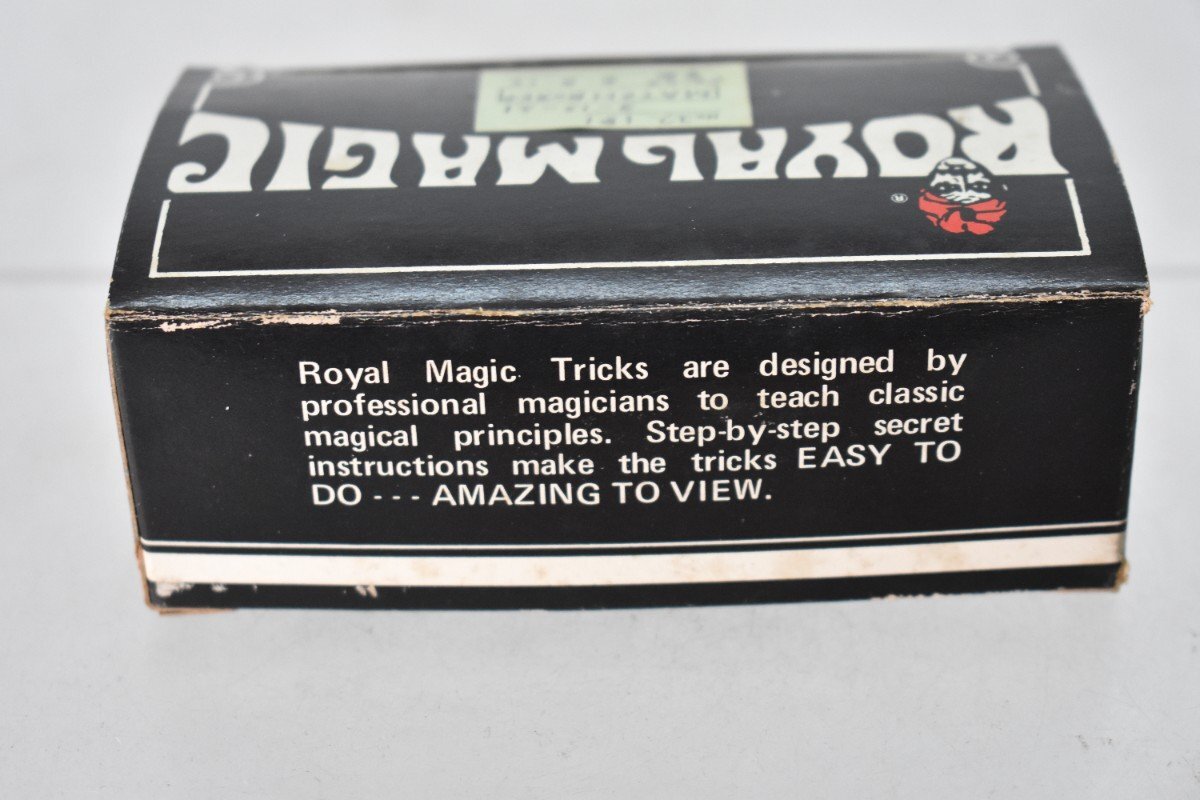 ROYAL MAGIC
®
Royal Magic Tricks are designed by
professional magicians to teach classic
magical principles. Step-by-step secret
instructions make the tricks EASY TO
DO --- AMAZING TO VIEW.